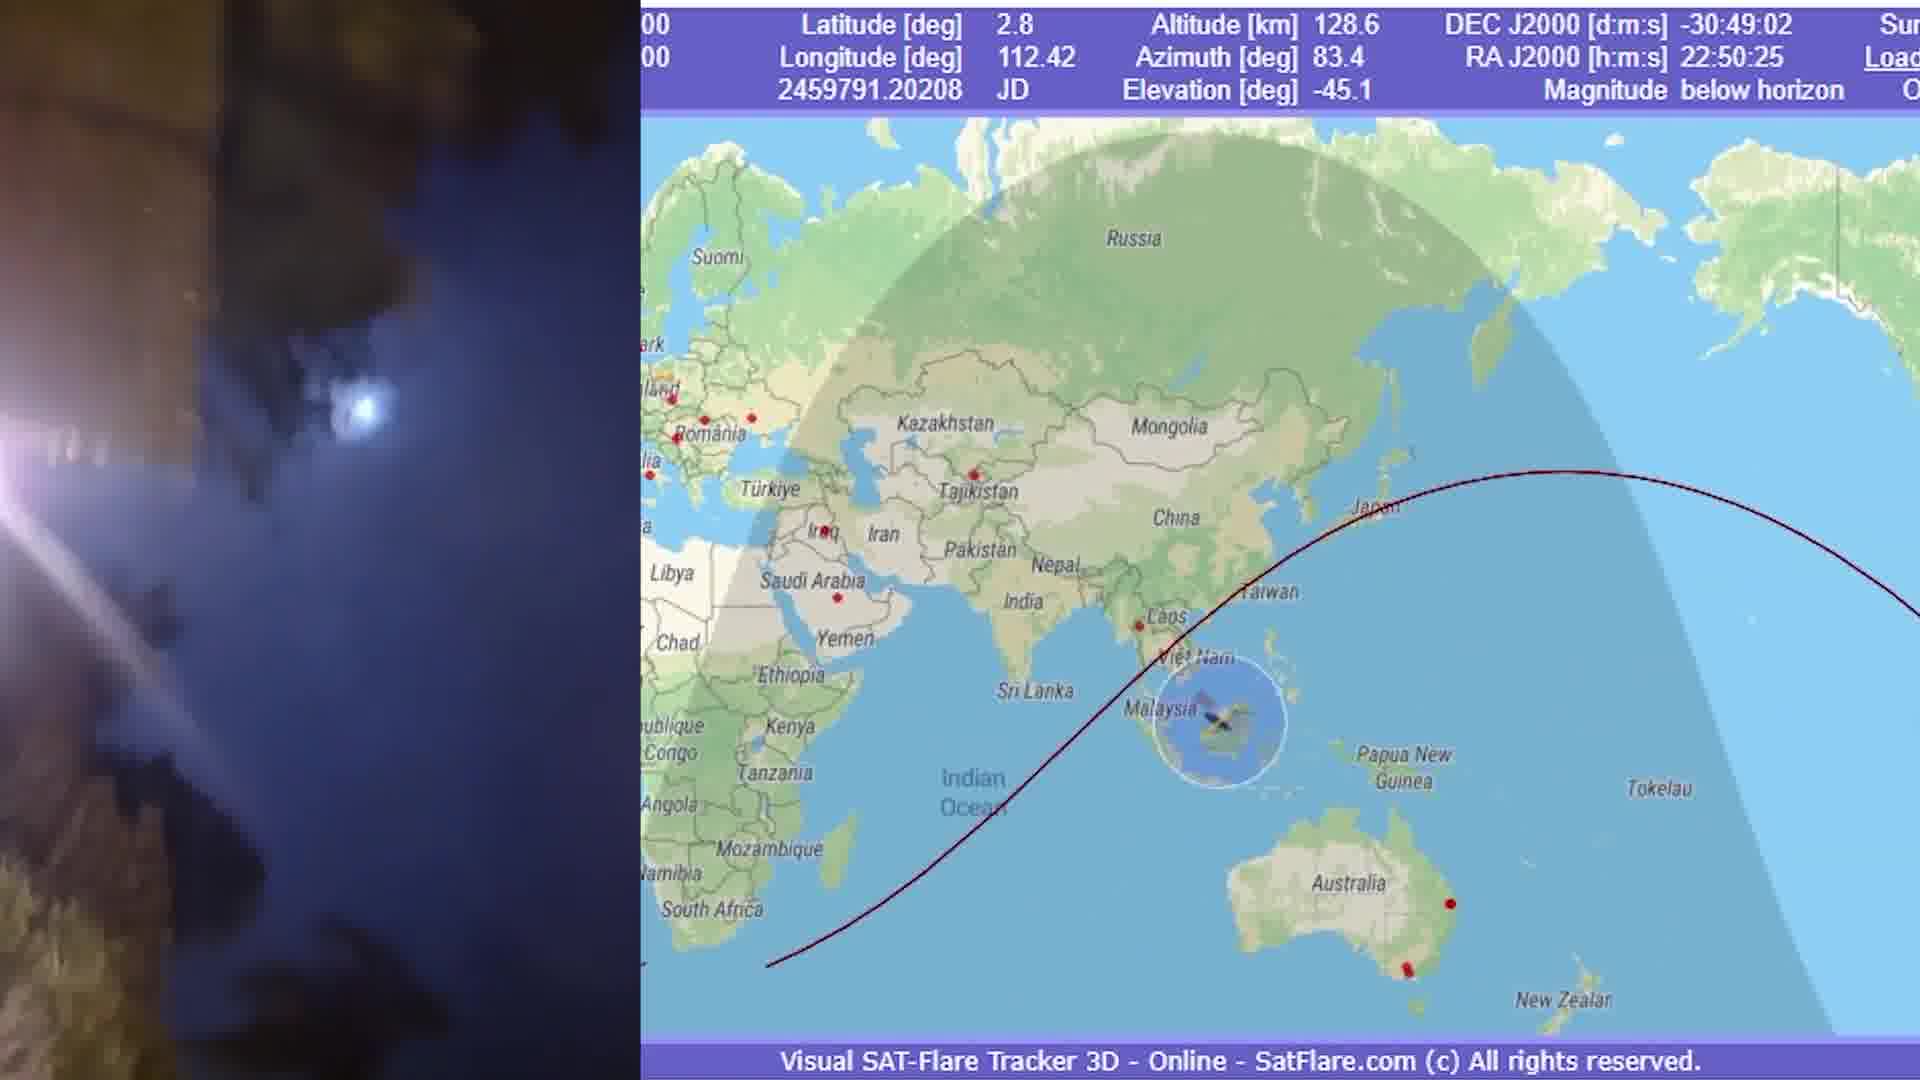 00 Latitude [deg] 2.8 Altitude [km] 128.6 DEC J2000 [d:m:s] -30:49:02
00 Longitude [deg] 112.42 Azimuth [deg] 83.4 RA J2000 [h:m:s] 22:50:25
2459791.20208 JD Elevation [deg] -45.1 Magnitude below horizon
Russia
Suomi
ark
Kazakhstan
Mongolia
România
lia
Türkiye
Tajikistan
Japan
China
Iraq
Iran
Pakistan
Nepal
Libya
Saudi Arabia
India
Taiwan
Laos
Chad
Yemen
Việt Nam
Ethiopia
Sri Lanka
Malaysia
ublique
Congo
Kenya
Papua New
Guinea
Tanzania
Indian
Ocean
Tokelau
Angola
Mozambique
Namibia
Australia
South Africa
New Zealan
Visual SAT-Flare Tracker 3D - Online - SatFlare.com (c) All rights reserved.